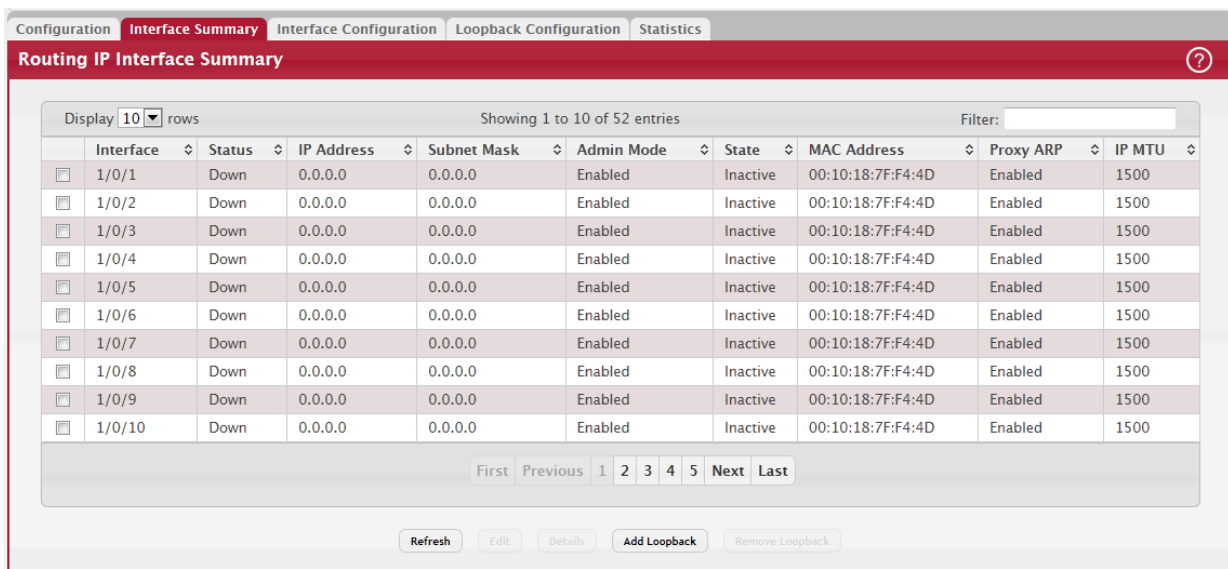 Configuration Interface Summary Interface Configuration Loopback Configuration Statistics
Routing IP Interface Summary ?
Display 10 rows Showing 1 to 10 of 52 entries Filter:
Interface Status IP Address Subnet Mask Admin Mode State MAC Address Proxy ARP IP MTU
1/0/1 Down 0.0.0.0 0.0.0.0 Enabled Inactive 00:10:18:7F:F4:4D Enabled 1500
1/0/2 Down 0.0.0.0 0.0.0.0 Enabled Inactive 00:10:18:7F:F4:4D Enabled 1500
1/0/3 Down 0.0.0.0 0.0.0.0 Enabled Inactive 00:10:18:7F:F4:4D Enabled 1500
1/0/4 Down 0.0.0.0 0.0.0.0 Enabled Inactive 00:10:18:7F:F4:4D Enabled 1500
1/0/5 Down 0.0.0.0 0.0.0.0 Enabled Inactive 00:10:18:7F:F4:4D Enabled 1500
1/0/6 Down 0.0.0.0 0.0.0.0 Enabled Inactive 00:10:18:7F:F4:4D Enabled 1500
1/0/7 Down 0.0.0.0 0.0.0.0 Enabled Inactive 00:10:18:7F:F4:4D Enabled 1500
1/0/8 Down 0.0.0.0 0.0.0.0 Enabled Inactive 00:10:18:7F:F4:4D Enabled 1500
1/0/9 Down 0.0.0.0 0.0.0.0 Enabled Inactive 00:10:18:7F:F4:4D Enabled 1500
1/0/10 Down 0.0.0.0 0.0.0.0 Enabled Inactive 00:10:18:7F:F4:4D Enabled 1500
First Previous 1 2 3 4 5 Next Last
Refresh Edit Details Add Loopback Remove Loopback